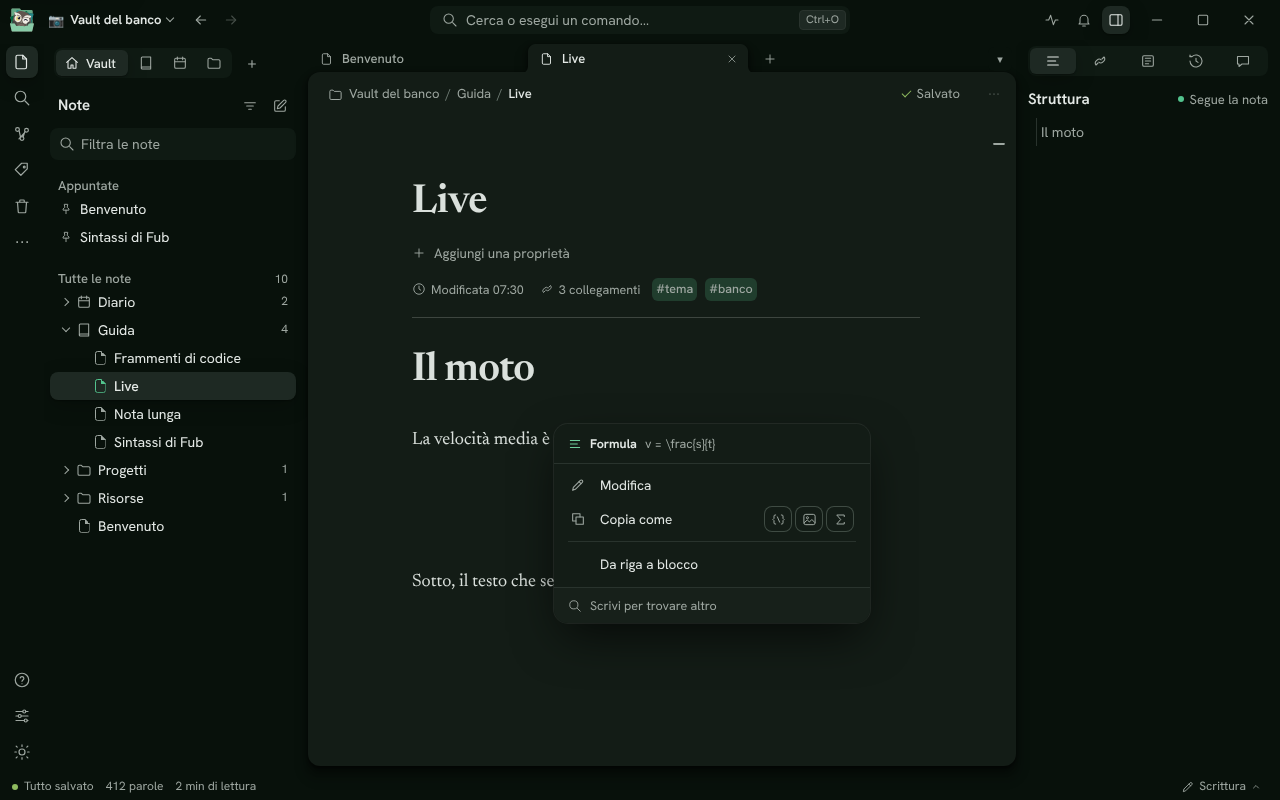 Vault del banco
Cerca o esegui un comando...
Ctrl+O
Vault
Note
Filtra le note
Appuntate
Benvenuto
Sintassi di Fub
Tutte le note 10
Diario 2
Guida 4
Frammenti di codice
Live
Nota lunga
Sintassi di Fub
Progetti 1
Risorse 1
Benvenuto
Benvenuto
Live
Vault del banco / Guida / Live
Salvato
Live
Aggiungi una proprietà
Modificata 07:30 3 collegamenti #tema #banco
Il moto
La velocità media è
Formula v = \frac{s}{t}
Modifica
Copia come
Da riga a blocco
Scrivi per trovare altro
Sotto, il testo che se
Struttura
Segue la nota
Il moto
Tutto salvato 412 parole 2 min di lettura
Scrittura